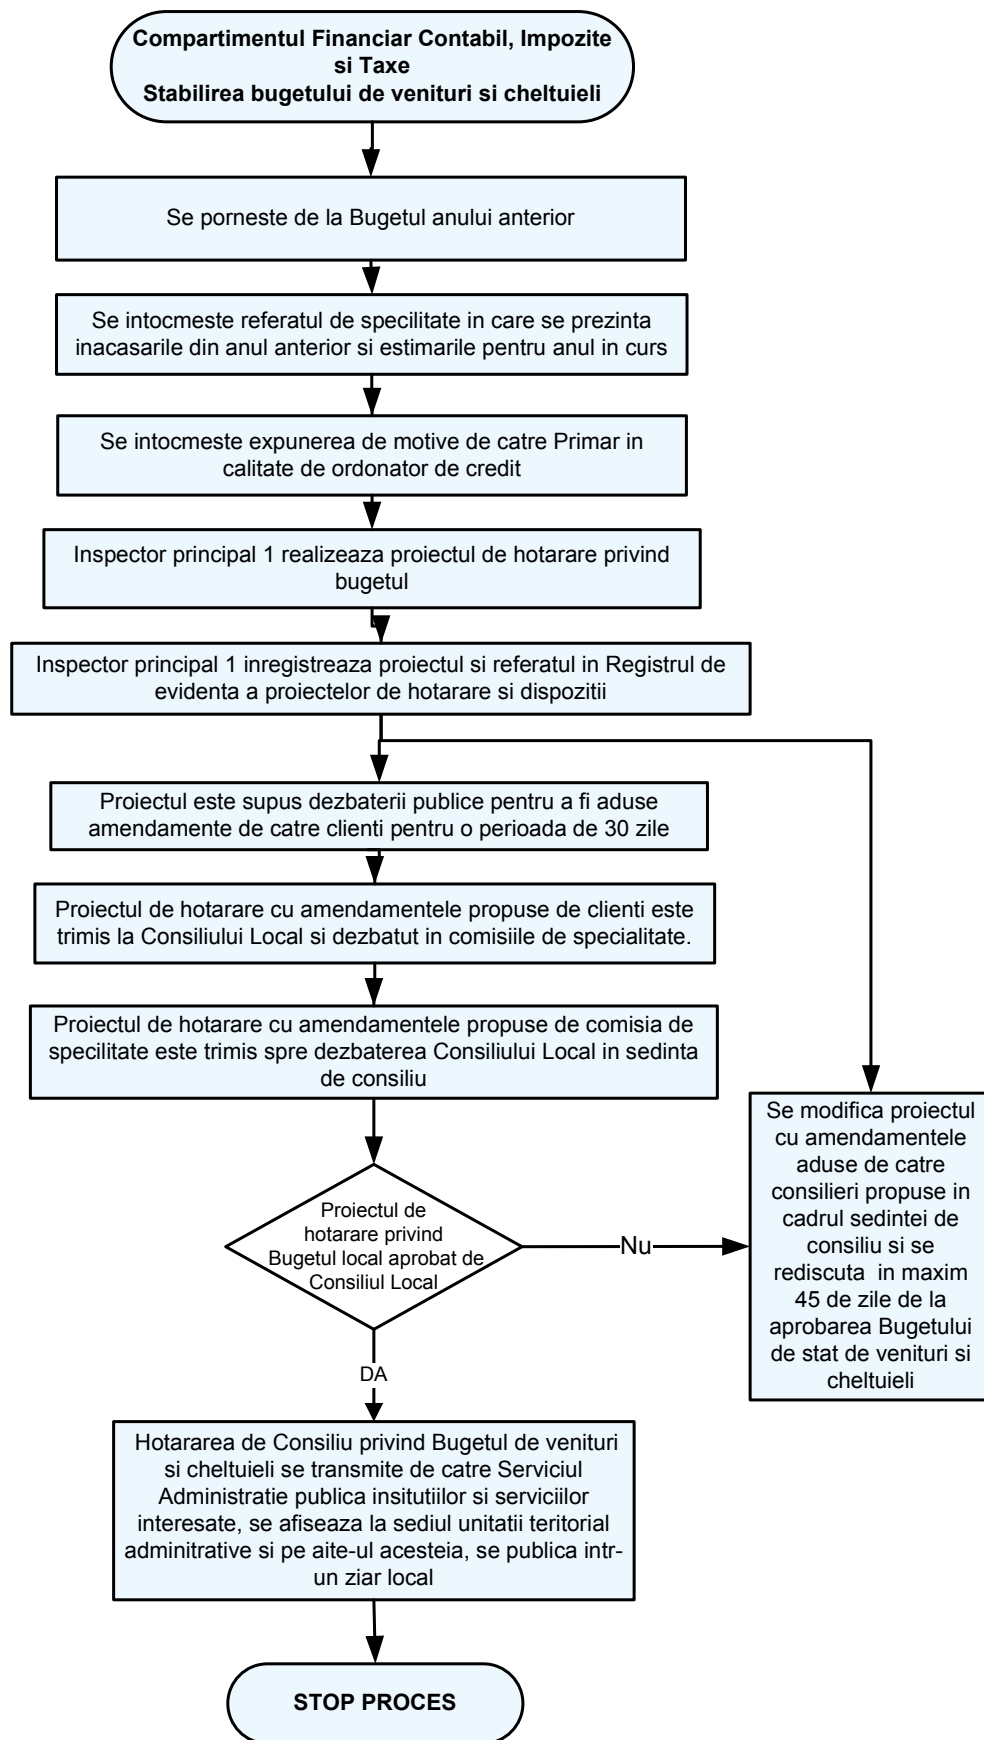 Compartimentul Financiar Contabil, Impozite
si Taxe
Stabilirea bugetului de venituri si cheltuieli
Se porneste de la Bugetul anului anterior
Se intocmeste referatul de specilitate in care se prezinta
inacasarile din anul anterior si estimarile pentru anul in curs
Se intocmeste expunerea de motive de catre Primar in
calitate de ordonator de credit
Inspector principal 1 realizeaza proiectul de hotarare privind
bugetul
Inspector principal 1 inregistreaza proiectul si referatul in Registrul de
evidenta a proiectelor de hotarare si dispozitii
Proiectul este supus dezbaterii publice pentru a fi aduse
amendamente de catre clienti pentru o perioada de 30 zile
Proiectul de hotarare cu amendamentele propuse de clienti este
trimis la Consiliului Local si dezbatut in comisiile de specialitate.
Proiectul de hotarare cu amendamentele propuse de comisia de
specilitate este trimis spre dezbaterea Consiliului Local in sedinta
de consiliu
Proiectul de
hotarare privind
Bugetul local aprobat de
Consiliul Local
Nu
Se modifica proiectul
cu amendamentele
aduse de catre
consilieri propuse in
cadrul sedintei de
consiliu si se
rediscuta in maxim
45 de zile de la
aprobarea Bugetului
de stat de venituri si
cheltuieli
DA
Hotararea de Consiliu privind Bugetul de venituri
si cheltuieli se transmite de catre Serviciul
Administratie publica insitutiilor si serviciilor
interesate, se afiseaza la sediul unitatii teritorial
adminitrative si pe aite-ul acesteia, se publica intr-
un ziar local
STOP PROCES